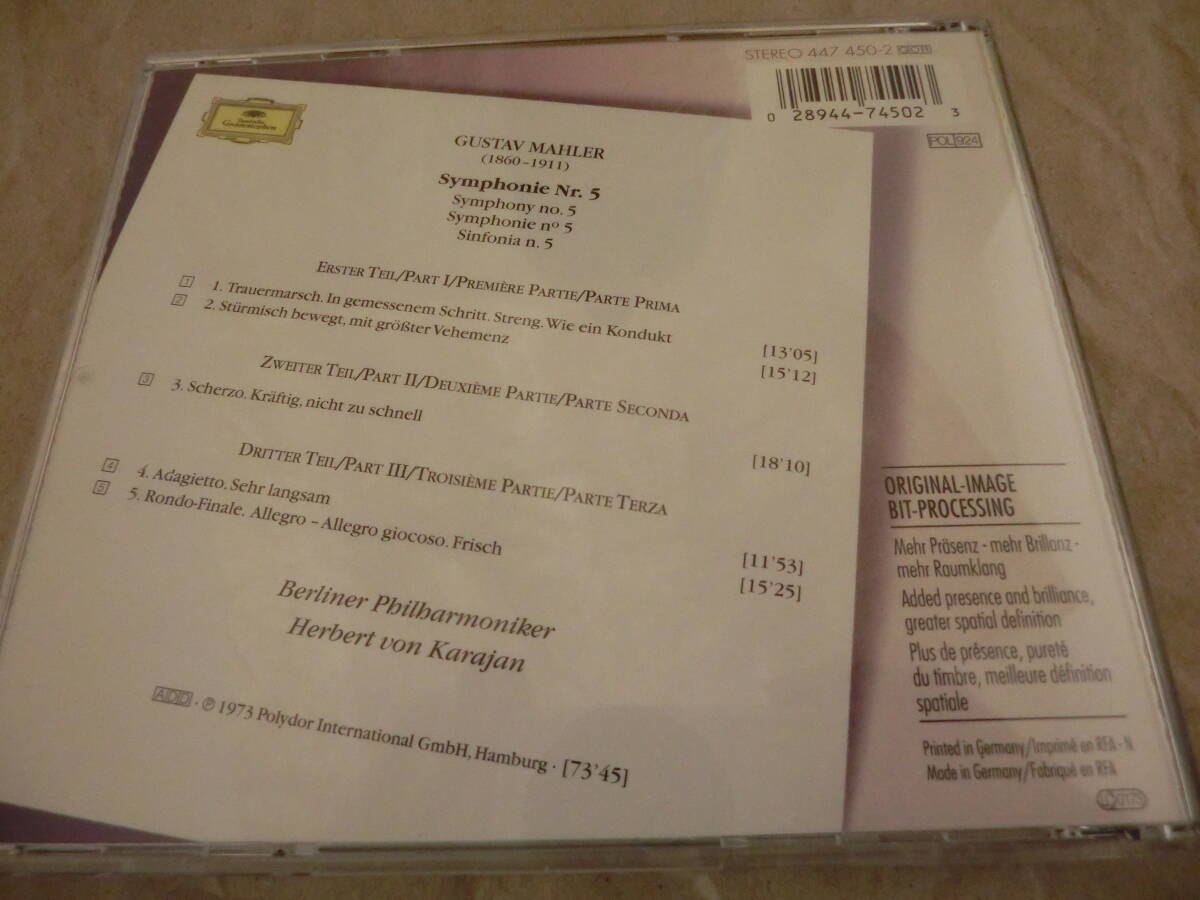 STEREO 447 450-2 GOR
0 28944-74502 3
POL 924
Deutsche
Grammophon
GUSTAV MAHLER
(1860-1911)
Symphonie Nr. 5
Symphony no. 5
Symphonie nº 5
Sinfonia n. 5
ERSTER TEIL/PART I/PREMIÈRE PARTIE/PARTE PRIMA
1 1. Trauermarsch. In gemessenem Schritt. Streng. Wie ein Kondukt [13'05]
2 2. Stürmisch bewegt, mit größter Vehemenz [15'12]
ZWEITER TEIL/PART II/DEUXIÈME PARTIE/PARTE SECONDA
3 3. Scherzo. Kräftig, nicht zu schnell [18'10]
DRITTER TEIL/PART III/TROISIÈME PARTIE/PARTE TERZA
4 4. Adagietto. Sehr langsam [11'53]
5 5. Rondo-Finale. Allegro – Allegro giocoso. Frisch [15'25]
Berliner Philharmoniker
Herbert von Karajan
ADD · ℗ 1973 Polydor International GmbH, Hamburg · [73'45]
ORIGINAL-IMAGE
BIT-PROCESSING
Mehr Präsenz - mehr Brillanz -
mehr Raumklang
Added presence and brilliance,
greater spatial definition
Plus de présence, pureté
du timbre, meilleure définition
spatiale
Printed in Germany/Imprimé en RFA - N
Made in Germany/Fabriqué en RFA